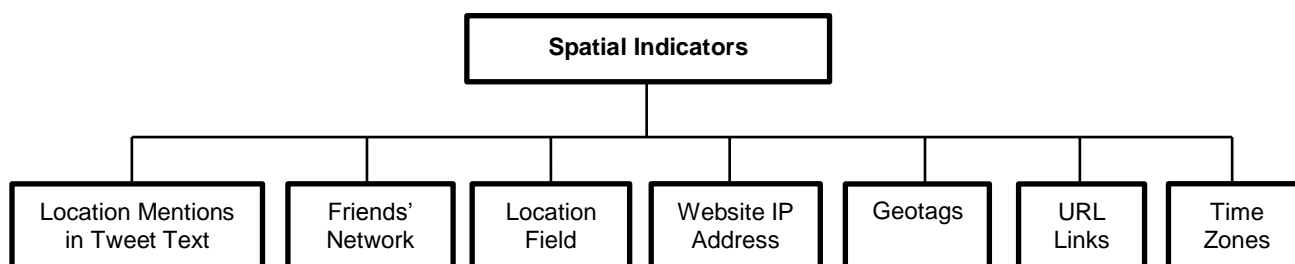 Spatial Indicators
Location Mentions
in Tweet Text
Friends’
Network
Location
Field
Website IP
Address
Geotags
URL
Links
Time
Zones